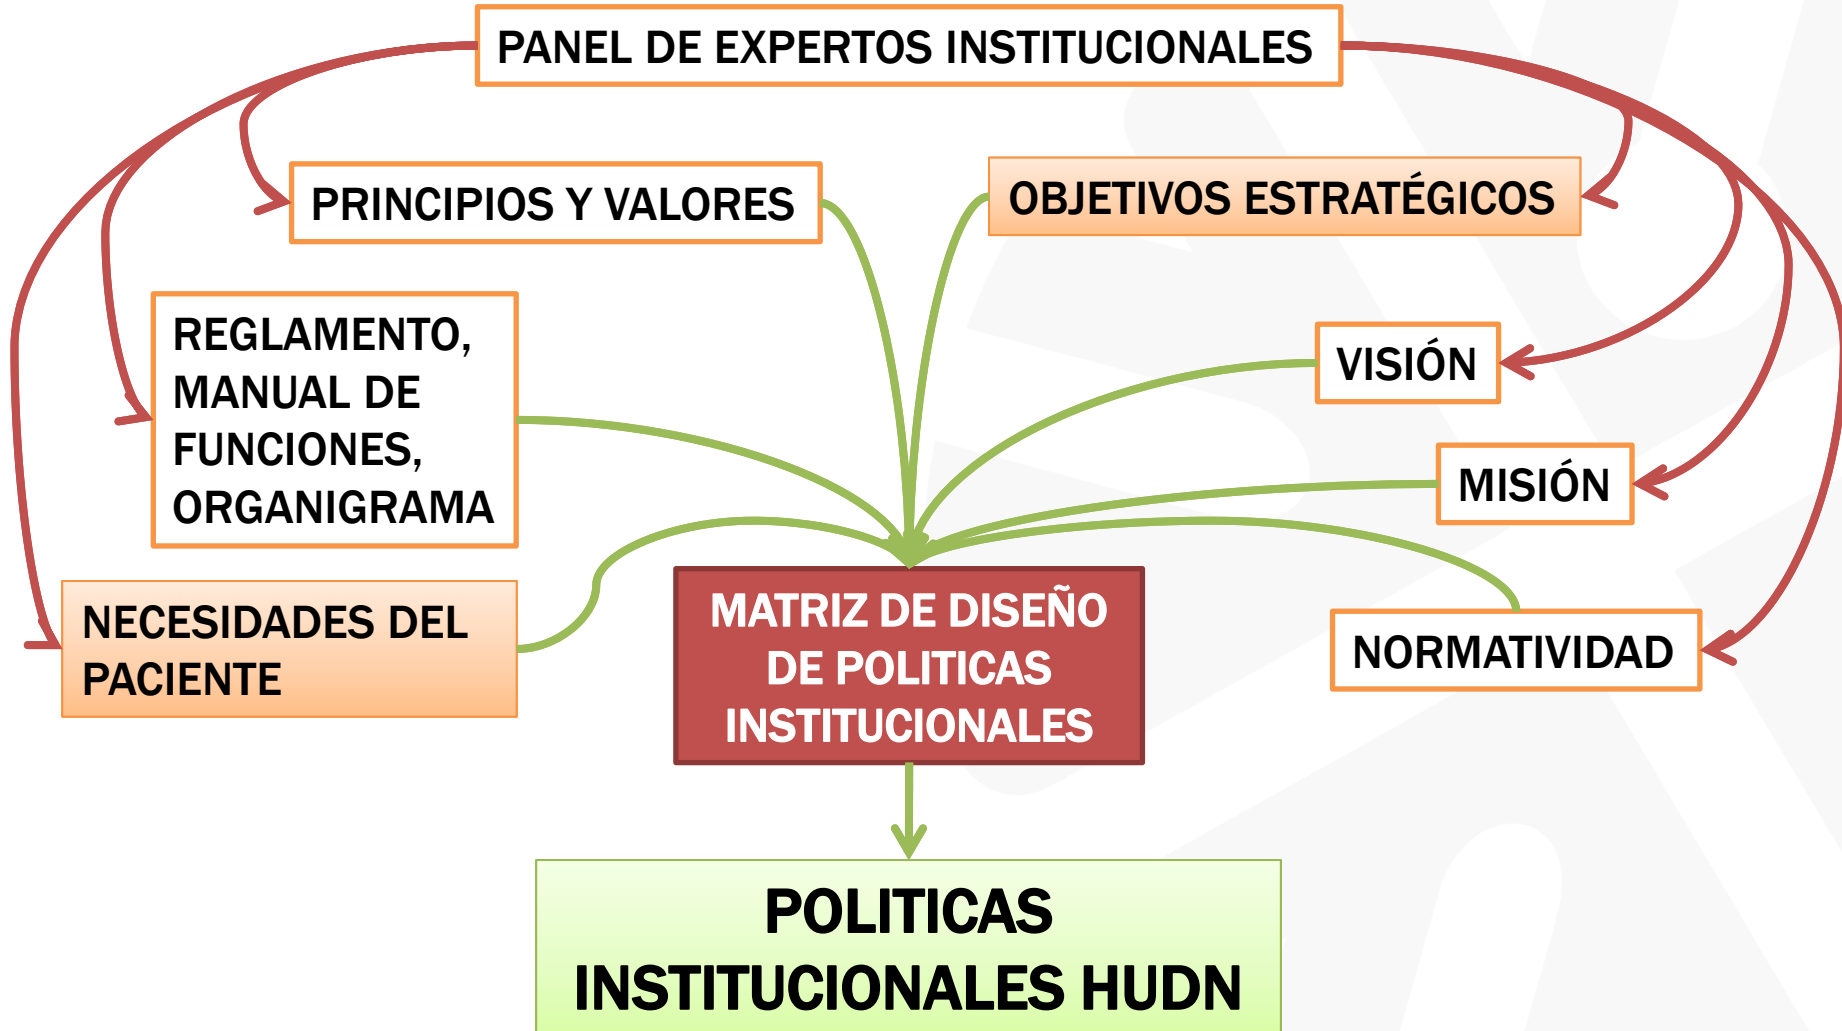 PANEL DE EXPERTOS INSTITUCIONALES
PRINCIPIOS Y VALORES
OBJETIVOS ESTRATÉGICOS
REGLAMENTO,
MANUAL DE
FUNCIONES,
ORGANIGRAMA
VISIÓN
MISIÓN
NECESIDADES DEL
PACIENTE
MATRIZ DE DISEÑO
DE POLITICAS
INSTITUCIONALES
NORMATIVIDAD
POLITICAS
INSTITUCIONALES HUDN